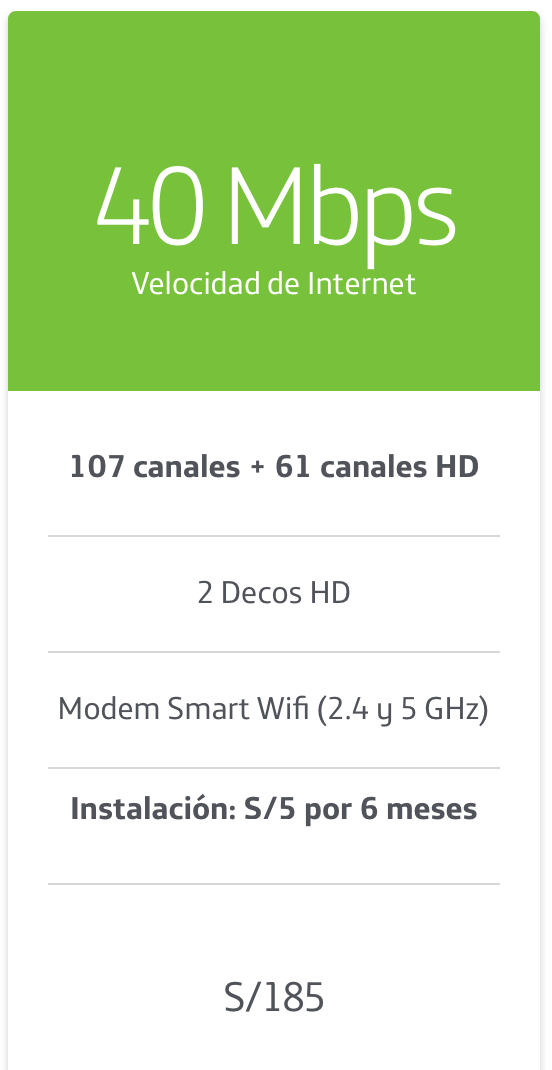 40 Mbps
Velocidad de Internet
107 canales + 61 canales HD
2 Decos HD
Modem Smart Wifi (2.4 y 5 GHz)
Instalación: S/5 por 6 meses
S/185